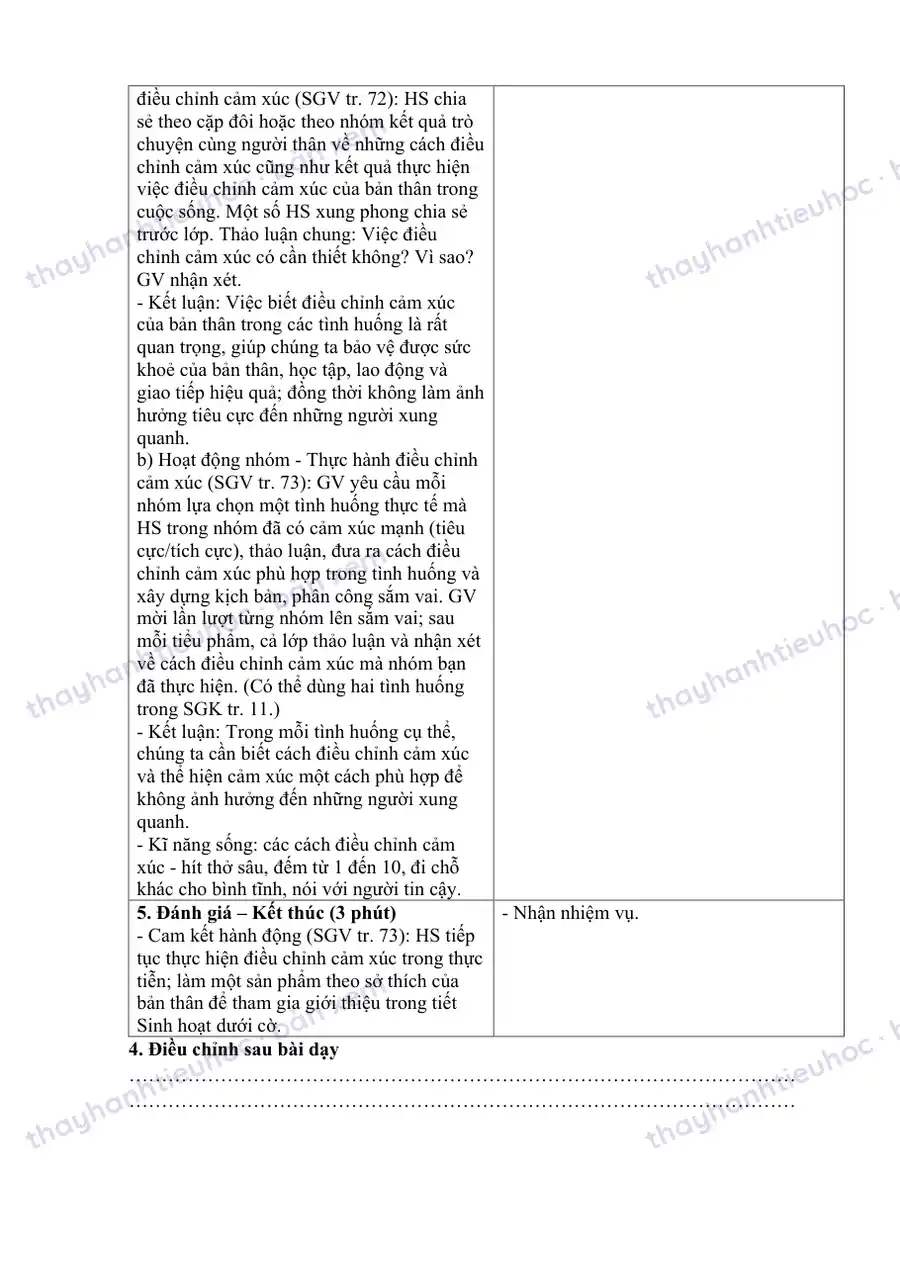 điều chỉnh cảm xúc (SGV tr. 72): HS chia
sẻ theo cặp đôi hoặc theo nhóm kết quả trò
chuyện cùng người thân về những cách điều
chỉnh cảm xúc cũng như kết quả thực hiện
việc điều chỉnh cảm xúc của bản thân trong
cuộc sống. Một số HS xung phong chia sẻ
trước lớp. Thảo luận chung: Việc điều
chỉnh cảm xúc có cần thiết không? Vì sao?
GV nhận xét.
- Kết luận: Việc biết điều chỉnh cảm xúc
của bản thân trong các tình huống là rất
quan trọng, giúp chúng ta bảo vệ được sức
khoẻ của bản thân, học tập, lao động và
giao tiếp hiệu quả; đồng thời không làm ảnh
hưởng tiêu cực đến những người xung
quanh.
b) Hoạt động nhóm - Thực hành điều chỉnh
cảm xúc (SGV tr. 73): GV yêu cầu mỗi
nhóm lựa chọn một tình huống thực tế mà
HS trong nhóm đã có cảm xúc mạnh (tiêu
cực/tích cực), thảo luận, đưa ra cách điều
chỉnh cảm xúc phù hợp trong tình huống và
xây dựng kịch bản, phân công sắm vai. GV
mời lần lượt từng nhóm lên sắm vai; sau
mỗi tiểu phẩm, cả lớp thảo luận và nhận xét
về cách điều chỉnh cảm xúc mà nhóm bạn
đã thực hiện. (Có thể dùng hai tình huống
trong SGK tr. 11.)
- Kết luận: Trong mỗi tình huống cụ thể,
chúng ta cần biết cách điều chỉnh cảm xúc
và thể hiện cảm xúc một cách phù hợp để
không ảnh hưởng đến những người xung
quanh.
- Kĩ năng sống: các cách điều chỉnh cảm
xúc - hít thở sâu, đếm từ 1 đến 10, đi chỗ
khác cho bình tĩnh, nói với người tin cậy.
5. Đánh giá – Kết thúc (3 phút)
- Cam kết hành động (SGV tr. 73): HS tiếp
tục thực hiện điều chỉnh cảm xúc trong thực
tiễn; làm một sản phẩm theo sở thích của
bản thân để tham gia giới thiệu trong tiết
Sinh hoạt dưới cờ.
- Nhận nhiệm vụ.
4. Điều chỉnh sau bài dạy
……………………………………………………………………………………
……………………………………………………………………………………
thayhanhtieuhoc · bản xem
thayhanhtieuhoc · b
thayhanhtieuhoc · bản xem
thayhanhtieuhoc · b
thayhanhtieuhoc · bản xem
thayhanhtieuhoc · b